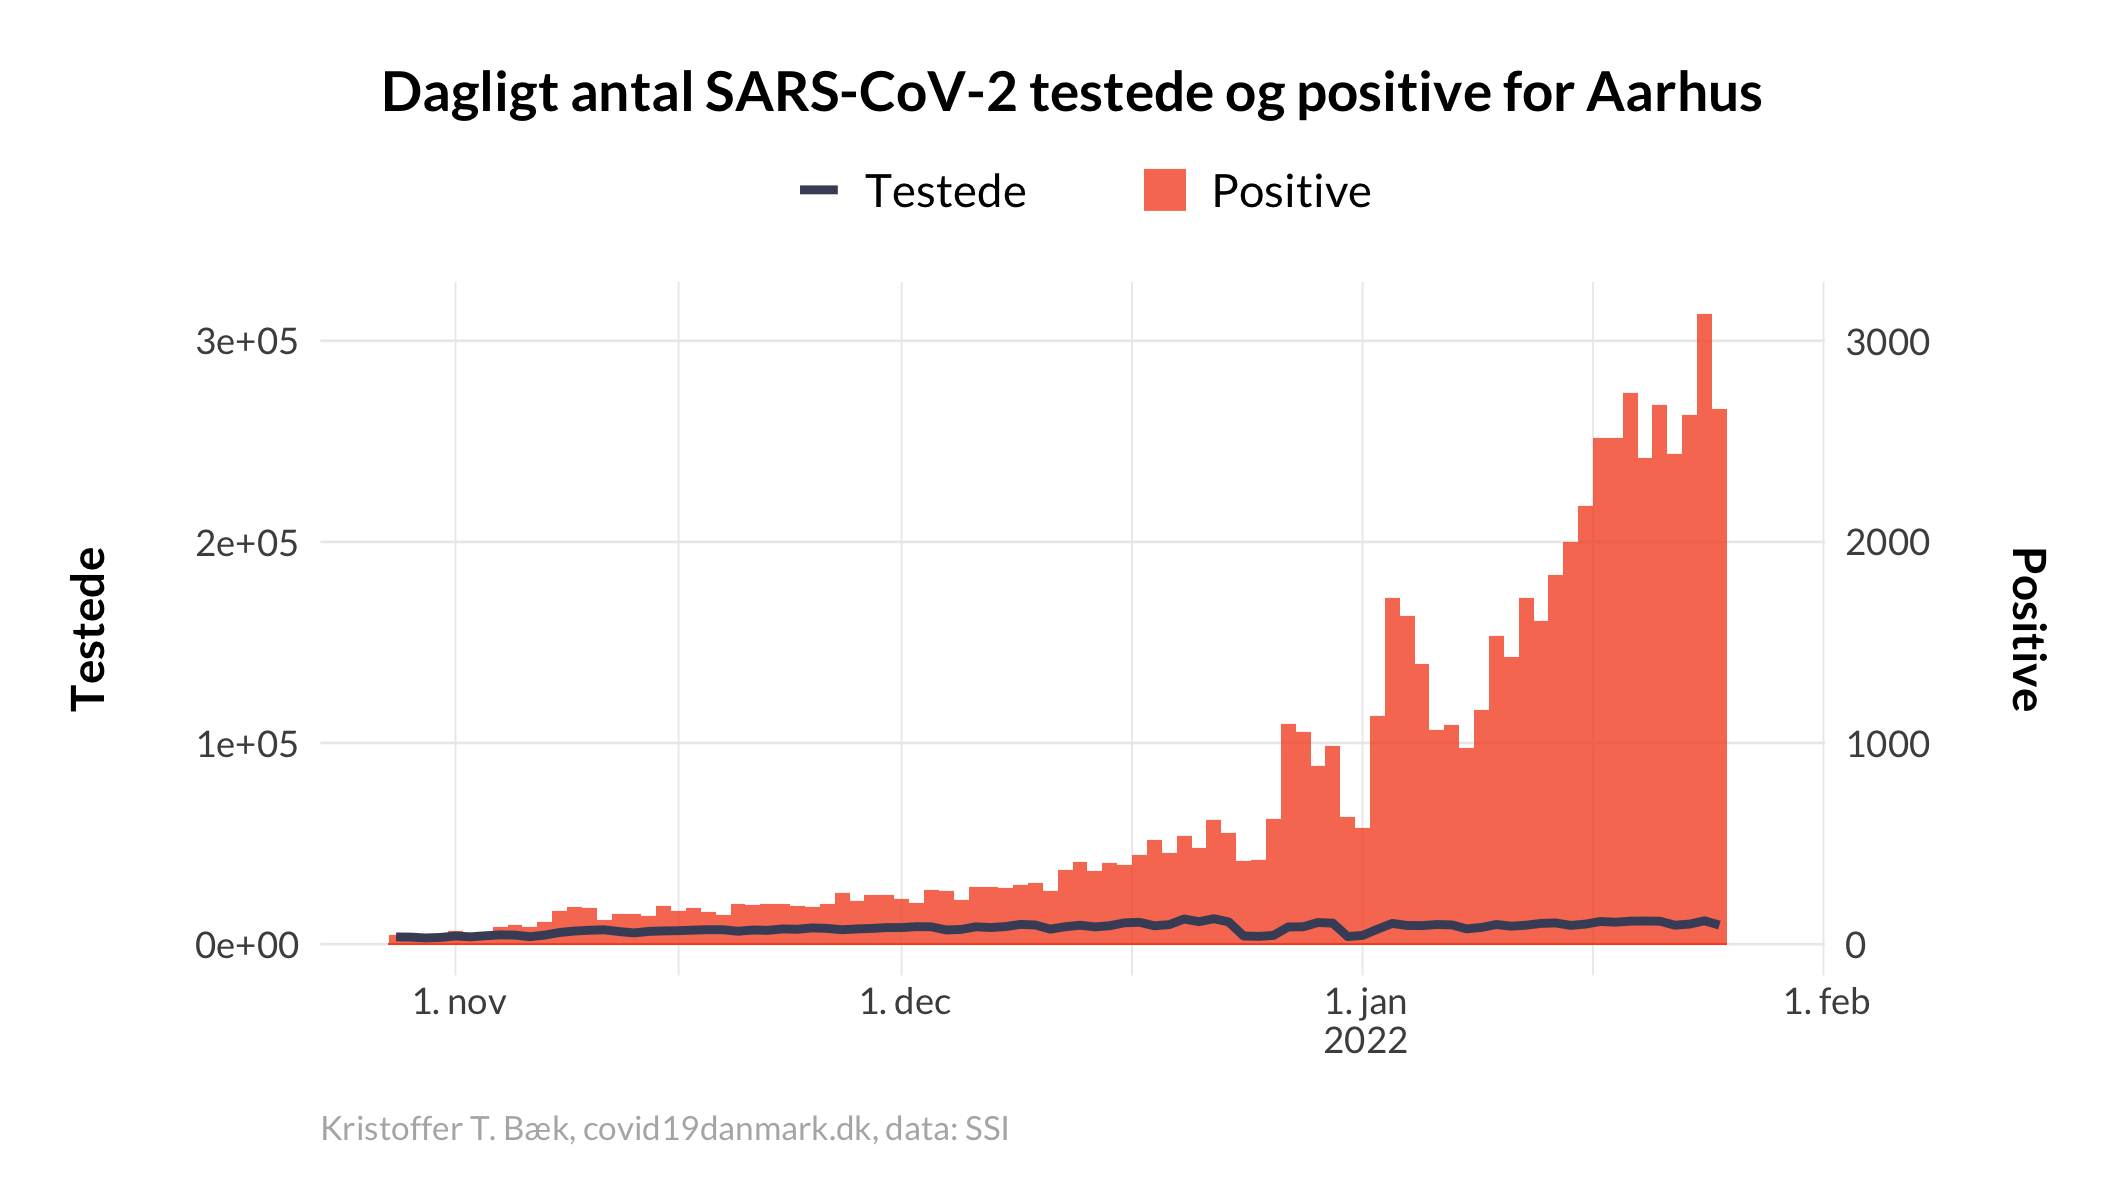 Dagligt antal SARS-CoV-2 testede og positive for Aarhus
Testede
Positive
3e+05
2e+05
1e+05
0e+00
3000
2000
1000
0
Testede
Positive
1. nov
1. dec
1. jan
2022
1. feb
Kristoffer T. Bæk, covid19danmark.dk, data: SSI